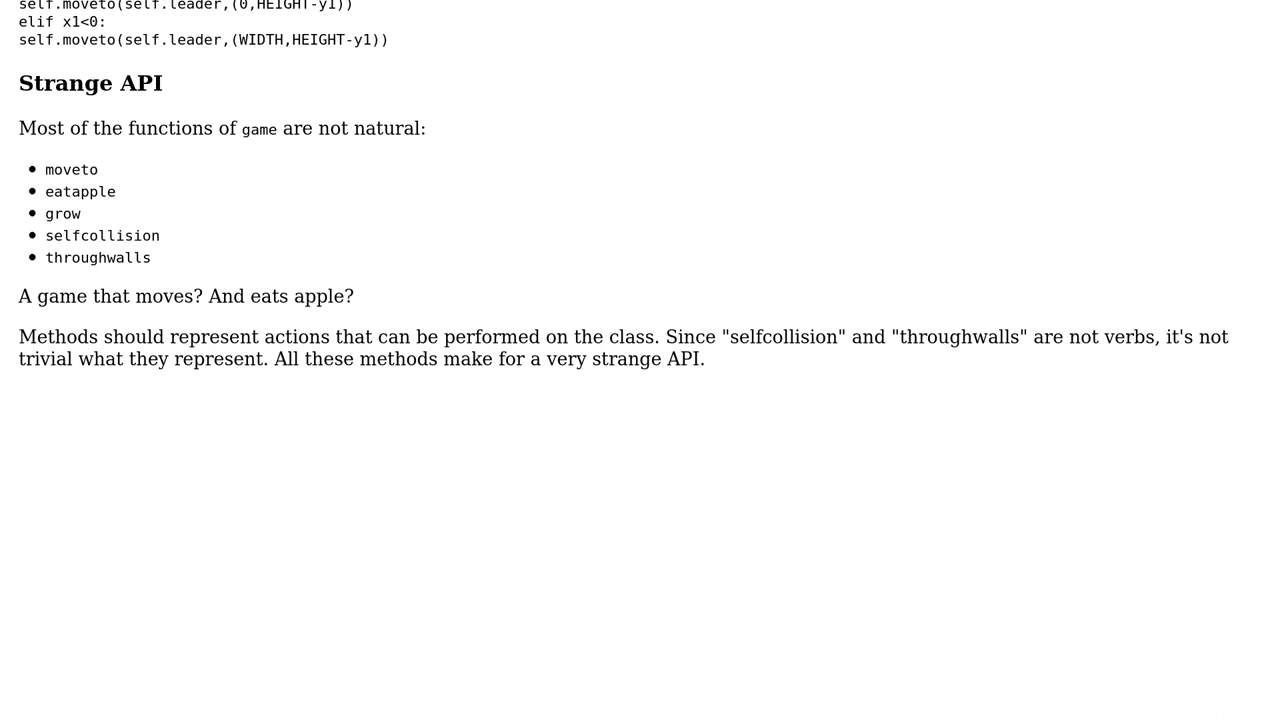 self.moveto(self.leader,(0,HEIGHT-y1))
elif x1<0:
self.moveto(self.leader,(WIDTH,HEIGHT-y1))
Strange API
Most of the functions of game are not natural:
• moveto
• eatapple
• grow
• selfcollision
• throughwalls
A game that moves? And eats apple?
Methods should represent actions that can be performed on the class. Since "selfcollision" and "throughwalls" are not verbs, it's not
trivial what they represent. All these methods make for a very strange API.